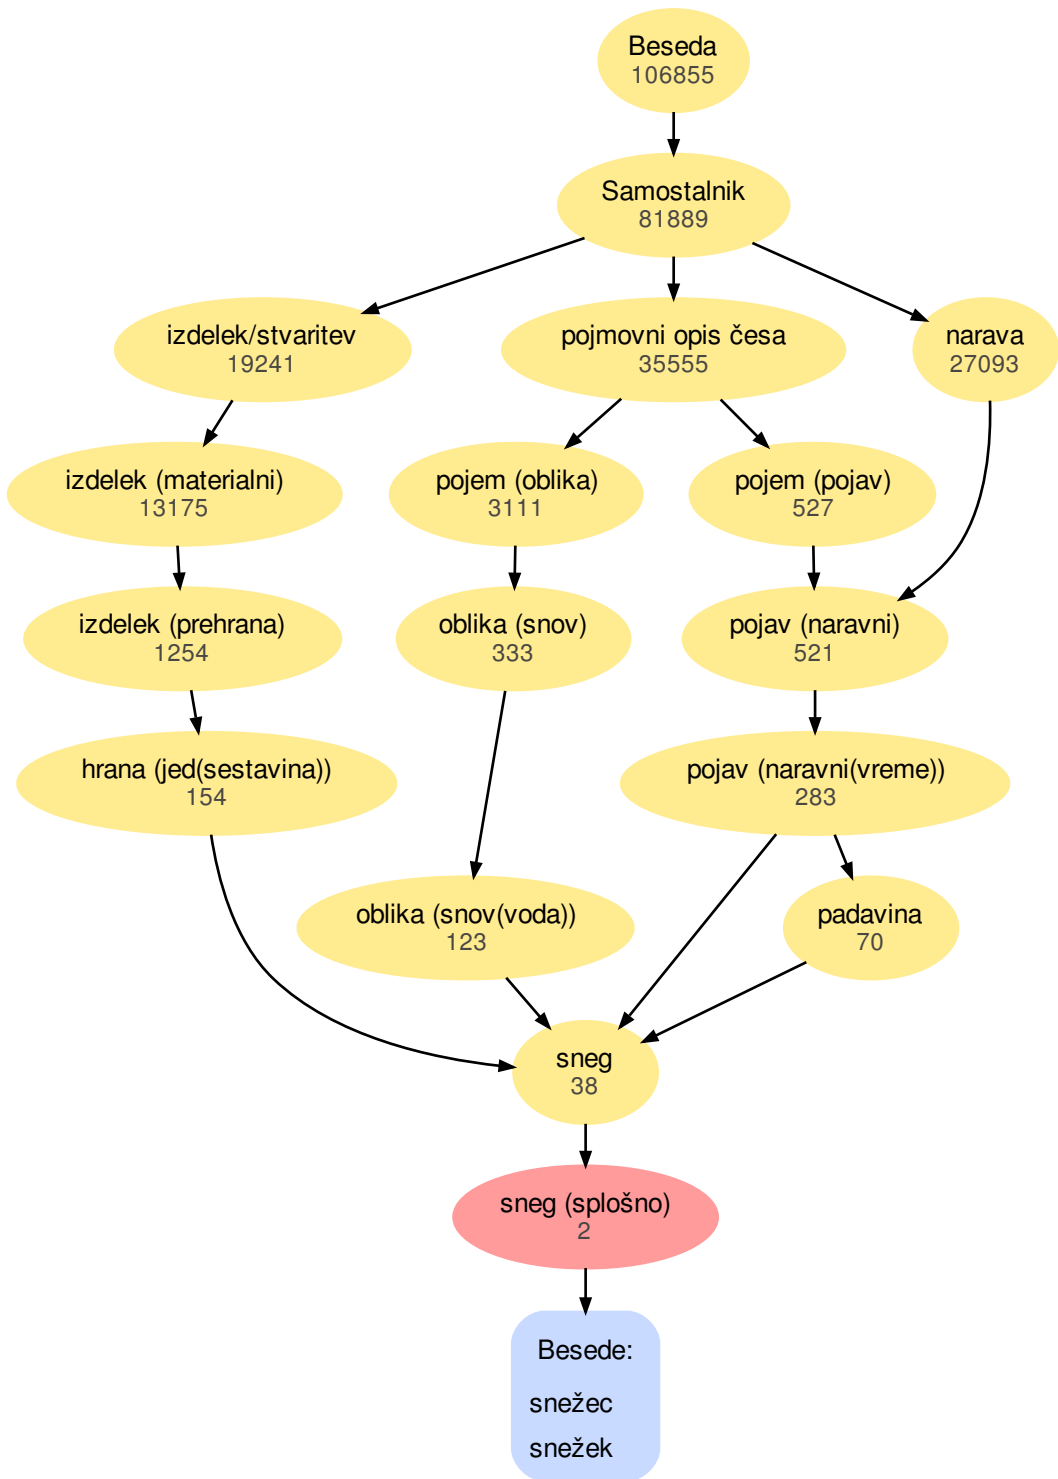 Beseda
106855
Samostalnik
81889
izdelek/stvaritev
19241
pojmovni opis česa
35555
narava
27093
izdelek (materialni)
13175
pojem (oblika)
3111
pojem (pojav)
527
izdelek (prehrana)
1254
oblika (snov)
333
pojav (naravni)
521
hrana (jed(sestavina))
154
pojav (naravni(vreme))
283
oblika (snov(voda))
123
padavina
70
sneg
38
sneg (splošno)
2
Besede:
snežec
snežek